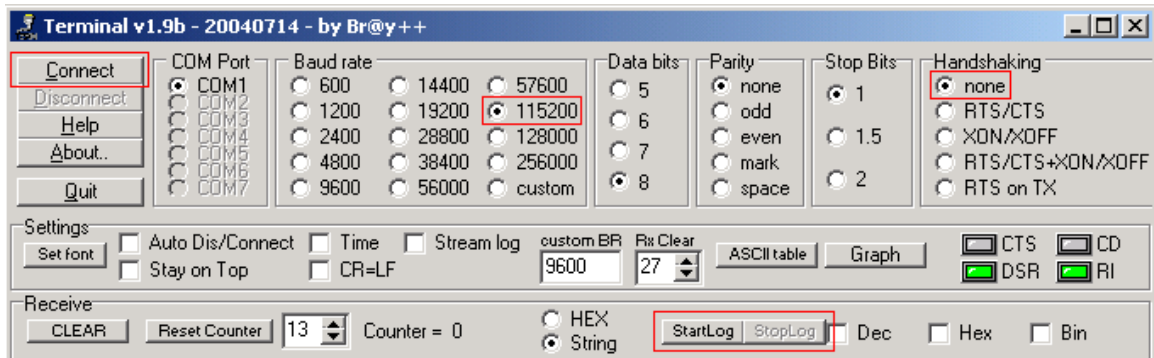 Terminal v1.9b - 20040714 - by Br@y++
Connect
Disconnect
Help
About..
Quit
COM Port
COM1
COM2
COM3
COM4
COM5
COM6
COM7
Baud rate
600 14400 57600
1200 19200 115200
2400 28800 128000
4800 38400 256000
9600 56000 custom
Data bits
5
6
7
8
Parity
none
odd
even
mark
space
Stop Bits
1
1.5
2
Handshaking
none
RTS/CTS
XON/XOFF
RTS/CTS+XON/XOFF
RTS on TX
Settings
Set font
Auto Dis/Connect Time Stream log
Stay on Top CR=LF
custom BR
9600
Rx Clear
27
ASCII table
Graph
CTS CD
DSR RI
Receive
CLEAR Reset Counter 13 Counter = 0
HEX
String
StartLog StopLog Dec Hex Bin